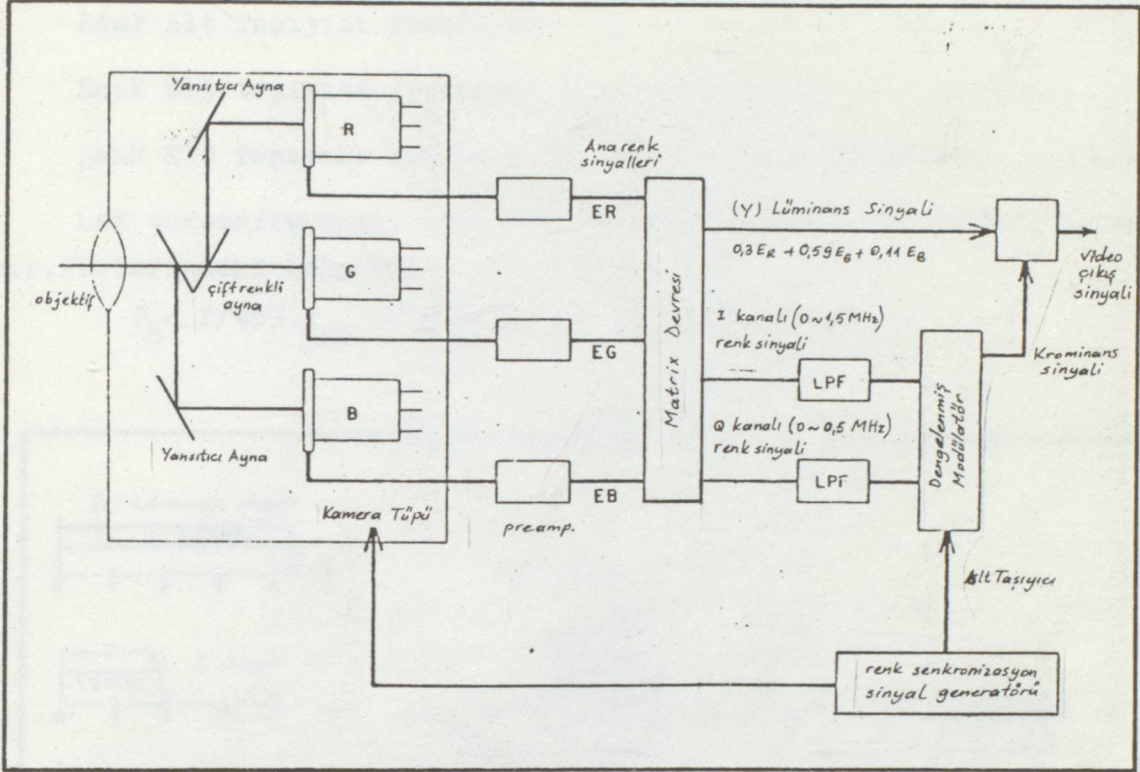 Yansıtıcı Ayna
R
Ana renk
sinyalleri
ER
(Y) Lüminans Sinyali
0,3 ER + 0,59 EG + 0,11 EB
video
çıkış
sinyali
objektif
çift renkli
ayna
G
EG
Matrix Devresi
I kanalı (0~1,5 MHz)
renk sinyali
LPF
Krominans
sinyali
B
Yansıtıcı Ayna
Q kanalı (0~0,5 MHz)
renk sinyali
LPF
Dengelenmiş
Modülatör
EB
Kamera Tüpü
preamp.
Alt Taşıyıcı
renk senkronizasyon
sinyal generatörü